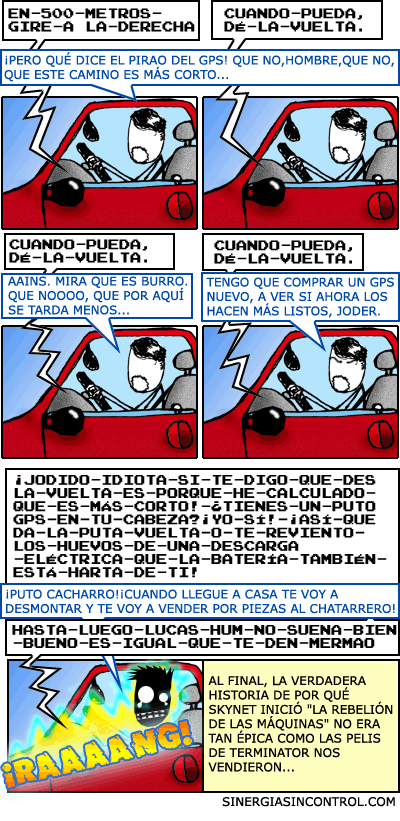 EN-500-METROS-
GIRE-A LA-DERECHA
CUANDO-PUEDA,
DÉ-LA-VUELTA.
¡PERO QUÉ DICE EL PIRAO DEL GPS! QUE NO,HOMBRE,QUE NO,
QUE ESTE CAMINO ES MÁS CORTO...
CUANDO-PUEDA,
DÉ-LA-VUELTA.
AAINS. MIRA QUE ES BURRO.
QUE NOOOO, QUE POR AQUÍ
SE TARDA MENOS...
CUANDO-PUEDA,
DÉ-LA-VUELTA.
TENGO QUE COMPRAR UN GPS
NUEVO, A VER SI AHORA LOS
HACEN MÁS LISTOS, JODER.
¡JODIDO-IDIOTA-SI-TE-DIGO-QUE-DES
LA-VUELTA-ES-PORQUE-HE-CALCULADO-
QUE-ES-MÁS-CORTO!-¿TIENES-UN-PUTO
GPS-EN-TU-CABEZA?¡YO-SÍ!-¡ASÍ-QUE
DA-LA-PUTA-VUELTA-O-TE-REVIENTO-
LOS-HUEVOS-DE-UNA-DESCARGA
-ELÉCTRICA-QUE-LA-BATERÍA-TAMBIÉN-
ESTÁ-HARTA-DE-TI!
¡PUTO CACHARRO!¡CUANDO LLEGUE A CASA TE VOY A
DESMONTAR Y TE VOY A VENDER POR PIEZAS AL CHATARRERO!
HASTA-LUEGO-LUCAS-HUM-NO-SUENA-BIEN
-BUENO-ES-IGUAL-QUE-TE-DEN-MERMAO
¡RAAAANG!
AL FINAL, LA VERDADERA
HISTORIA DE POR QUÉ
SKYNET INICIÓ "LA REBELIÓN
DE LAS MÁQUINAS" NO ERA
TAN ÉPICA COMO LAS PELIS
DE TERMINATOR NOS
VENDIERON...
SINERGIASINCONTROL.COM